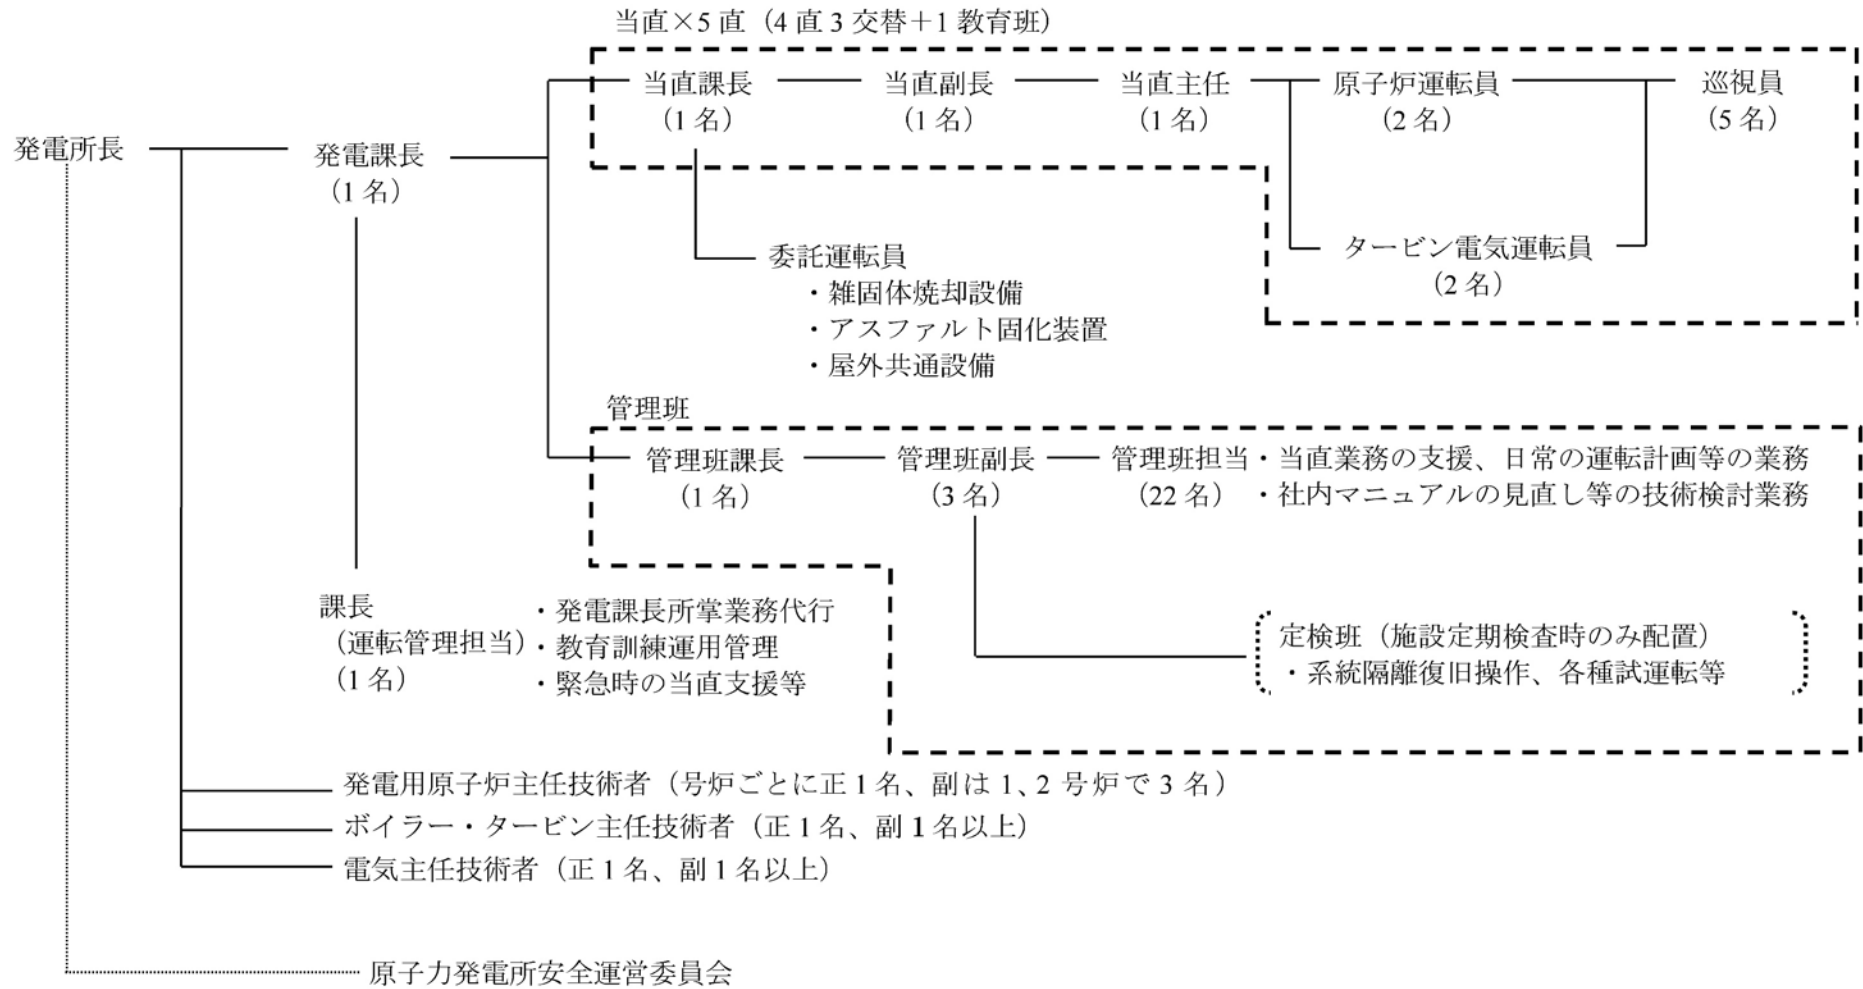 当直×5 直（4 直 3 交替＋1 教育班）
発電所長
発電課長
（1 名）
当直課長
（1 名）
当直副長
（1 名）
当直主任
（1 名）
原子炉運転員
（2 名）
巡視員
（5 名）
タービン電気運転員
（2 名）
委託運転員
・雑固体焼却設備
・アスファルト固化装置
・屋外共通設備
管理班
管理班課長
（1 名）
管理班副長
（3 名）
管理班担当
（22 名）
・当直業務の支援、日常の運転計画等の業務
・社内マニュアルの見直し等の技術検討業務
定検班（施設定期検査時のみ配置）
・系統隔離復旧操作、各種試運転等
課長
（運転管理担当）
（1 名）
・発電課長所掌業務代行
・教育訓練運用管理
・緊急時の当直支援等
発電用原子炉主任技術者（号炉ごとに正 1 名、副は 1、2 号炉で 3 名）
ボイラー・タービン主任技術者（正 1 名、副 1 名以上）
電気主任技術者（正 1 名、副 1 名以上）
原子力発電所安全運営委員会